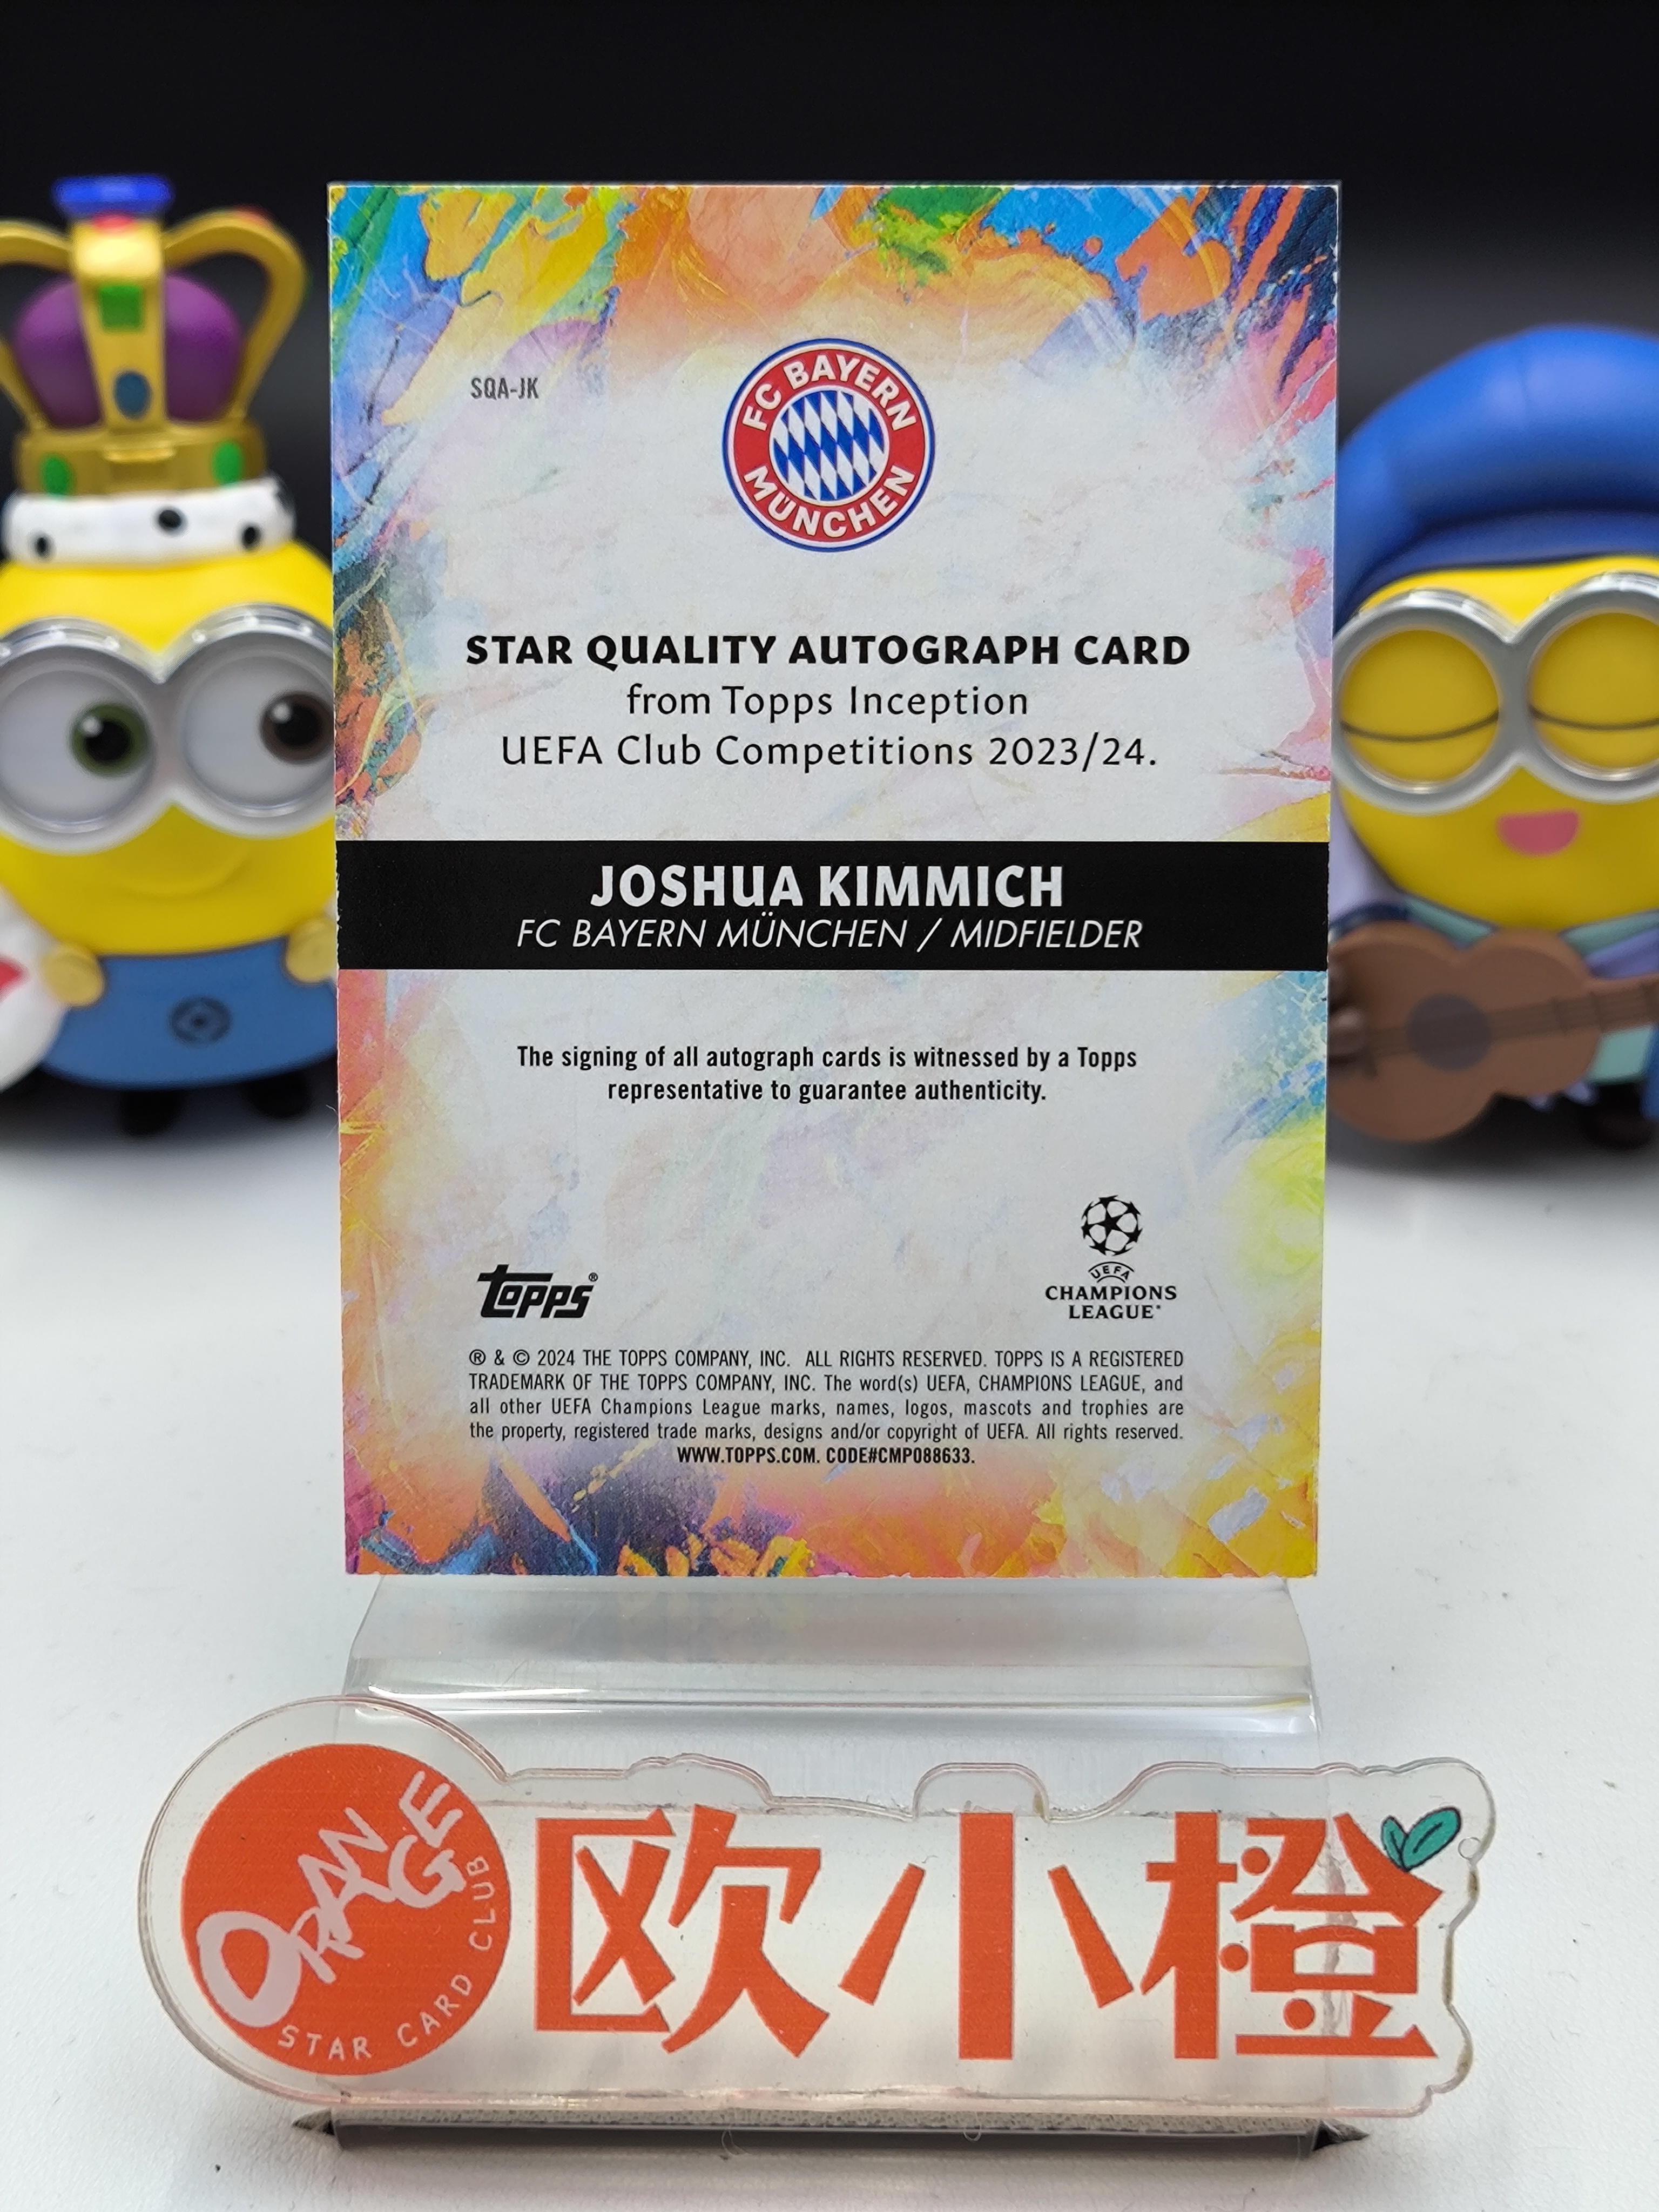 SQA-JK
FC BAYERN
MÜNCHEN
STAR QUALITY AUTOGRAPH CARD
from Topps Inception
UEFA Club Competitions 2023/24.
JOSHUA KIMMICH
FC BAYERN MÜNCHEN / MIDFIELDER
The signing of all autograph cards is witnessed by a Topps
representative to guarantee authenticity.
topps®
UEFA
CHAMPIONS
LEAGUE®
® & © 2024 THE TOPPS COMPANY, INC. ALL RIGHTS RESERVED. TOPPS IS A REGISTERED
TRADEMARK OF THE TOPPS COMPANY, INC. The word(s) UEFA, CHAMPIONS LEAGUE, and
all other UEFA Champions League marks, names, logos, mascots and trophies are
the property, registered trade marks, designs and/or copyright of UEFA. All rights reserved.
WWW.TOPPS.COM. CODE#CMP088633.
ORANGE
STAR CARD CLUB
欧小橙